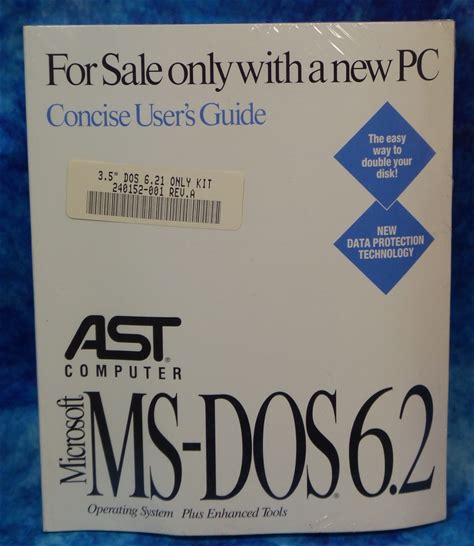 For Sale only with a new PC
Concise User's Guide
The easy
way to
double your
disk!
3.5" DOS 6.21 ONLY KIT
240152-001 REV.A
NEW
DATA PROTECTION
TECHNOLOGY
AST®
COMPUTER
Microsoft
MS-DOS® 6.2
Operating System Plus Enhanced Tools